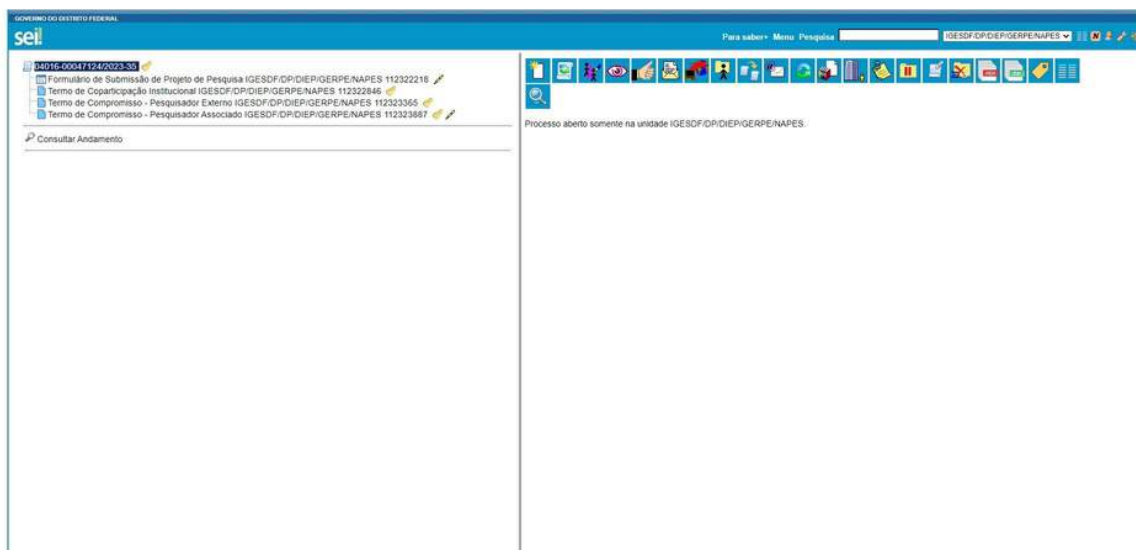 GOVERNO DO DISTRITO FEDERAL
sei!
Para saber+ Menu Pesquisa
IGESDF/DP/DIEP/GERPE/NAPES
04016-00047124/2023-35
Formulário de Submissão de Projeto de Pesquisa IGESDF/DP/DIEP/GERPE/NAPES 112322218
Termo de Coparticipação Institucional IGESDF/DP/DIEP/GERPE/NAPES 112322846
Termo de Compromisso - Pesquisador Externo IGESDF/DP/DIEP/GERPE/NAPES 112323365
Termo de Compromisso - Pesquisador Associado IGESDF/DP/DIEP/GERPE/NAPES 112323887
Consultar Andamento
Processo aberto somente na unidade IGESDF/DP/DIEP/GERPE/NAPES.